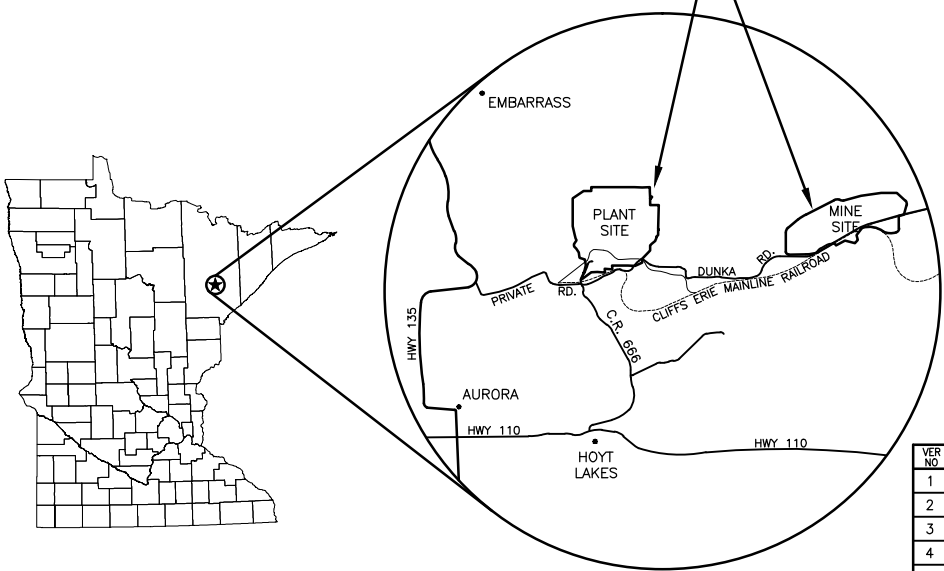 EMBARRASS
PLANT
SITE
MINE
SITE
DUNKA
RD.
CLIFFS ERIE MAINLINE RAILROAD
PRIVATE
RD.
C.R. 666
HWY 135
AURORA
HWY 110
HOYT
LAKES
HWY 110
VER
NO
1
2
3
4